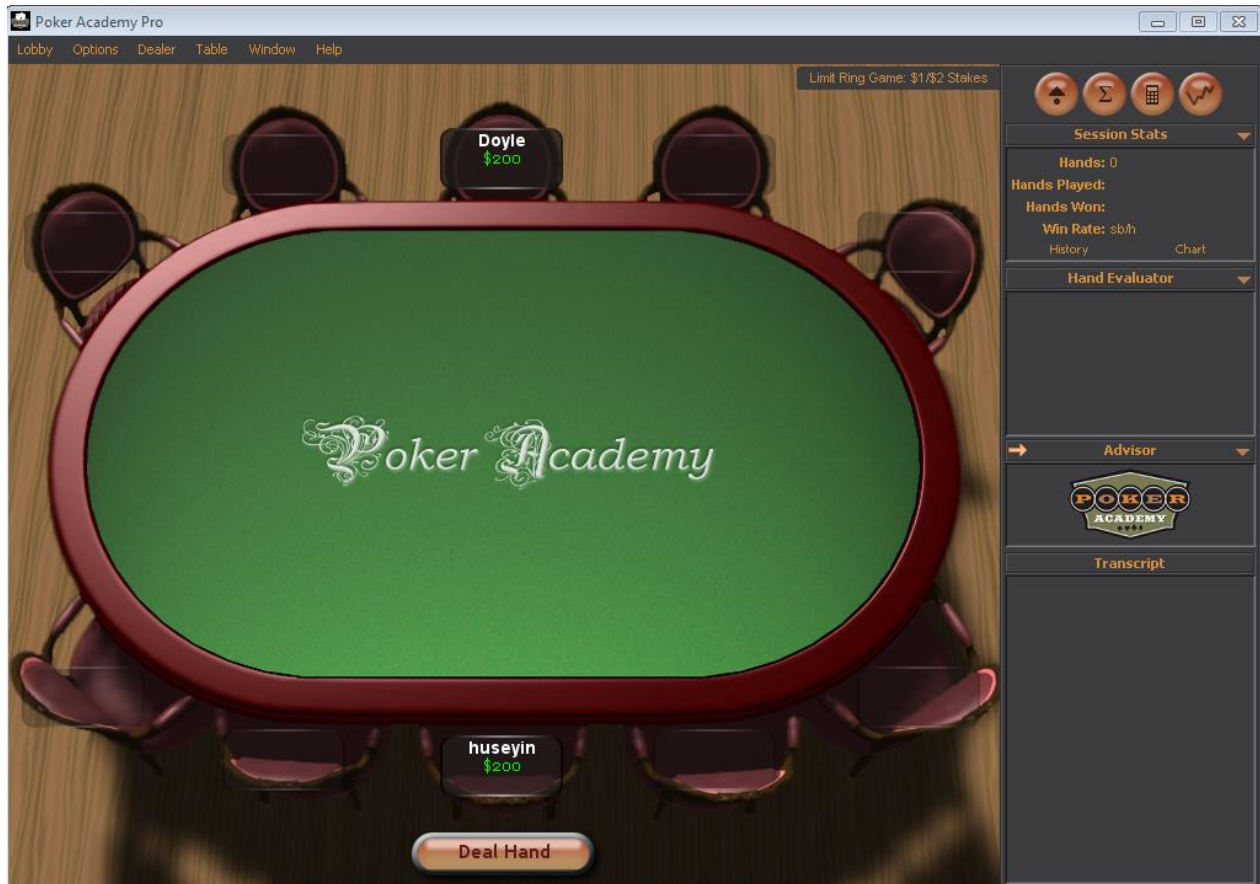 Poker Academy Pro
Lobby Options Dealer Table Window Help
Limit Ring Game: $1/$2 Stakes
Doyle
$200
Poker Academy
huseyin
$200
Deal Hand
Σ
Session Stats
Hands: 0
Hands Played:
Hands Won:
Win Rate: sb/h
History Chart
Hand Evaluator
Advisor
POKER
ACADEMY
Transcript